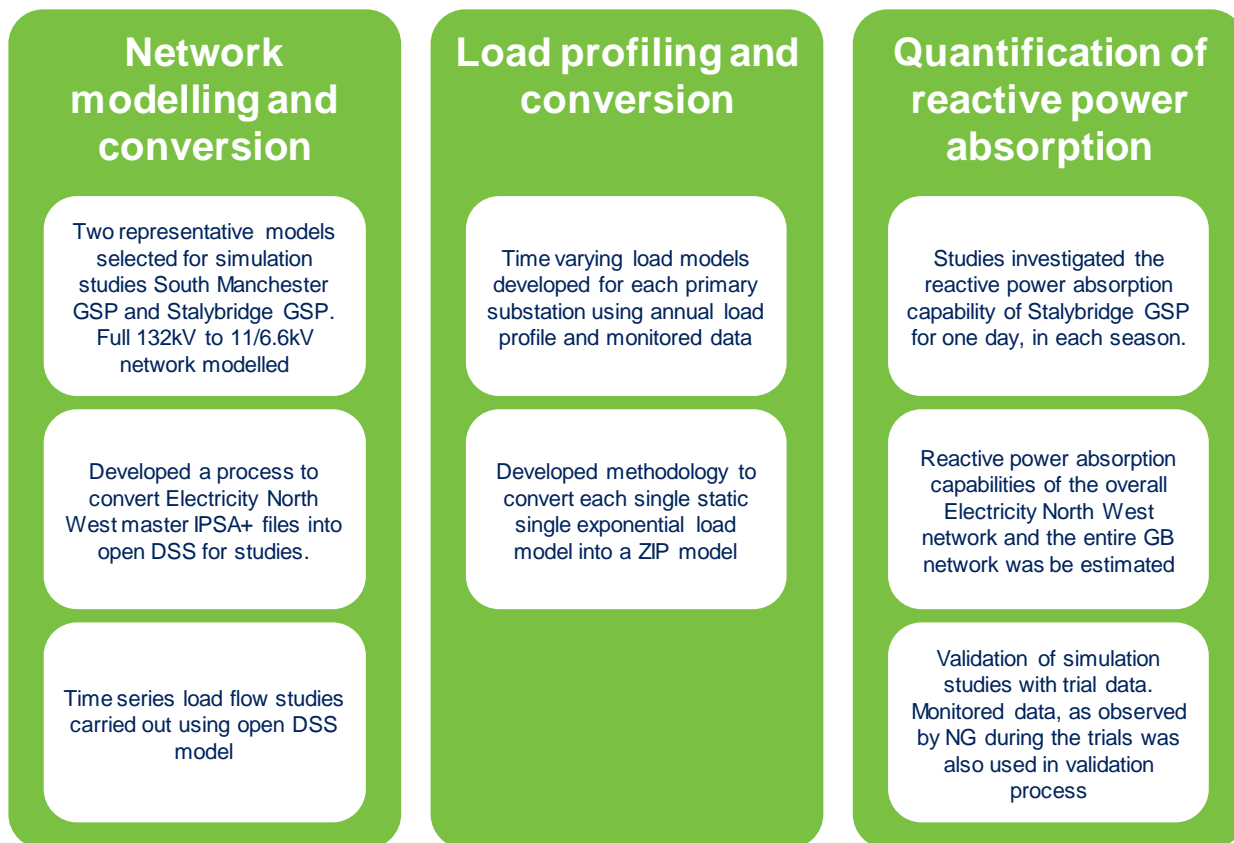 Network
modelling and
conversion
Two representative models
selected for simulation
studies South Manchester
GSP and Stalybridge GSP.
Full 132kV to 11/6.6kV
network modelled
Developed a process to
convert Electricity North
West master IPSA+ files into
open DSS for studies.
Time series load flow studies
carried out using open DSS
model
Load profiling and
conversion
Time varying load models
developed for each primary
substation using annual load
profile and monitored data
Developed methodology to
convert each single static
single exponential load
model into a ZIP model
Quantification of
reactive power
absorption
Studies investigated the
reactive power absorption
capability of Stalybridge GSP
for one day, in each season.
Reactive power absorption
capabilities of the overall
Electricity North West
network and the entire GB
network was be estimated
Validation of simulation
studies with trial data.
Monitored data, as observed
by NG during the trials was
also used in validation
process